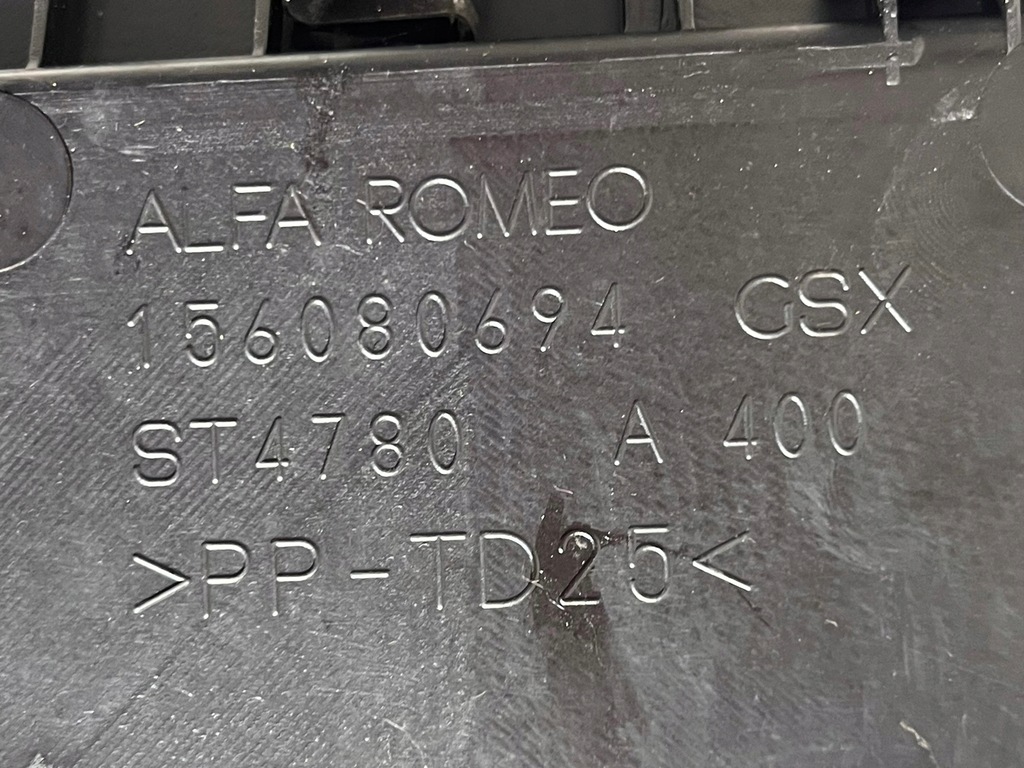 ALFA ROMEO
156080694 GSX
ST4780 A 400
>PP-TD25<